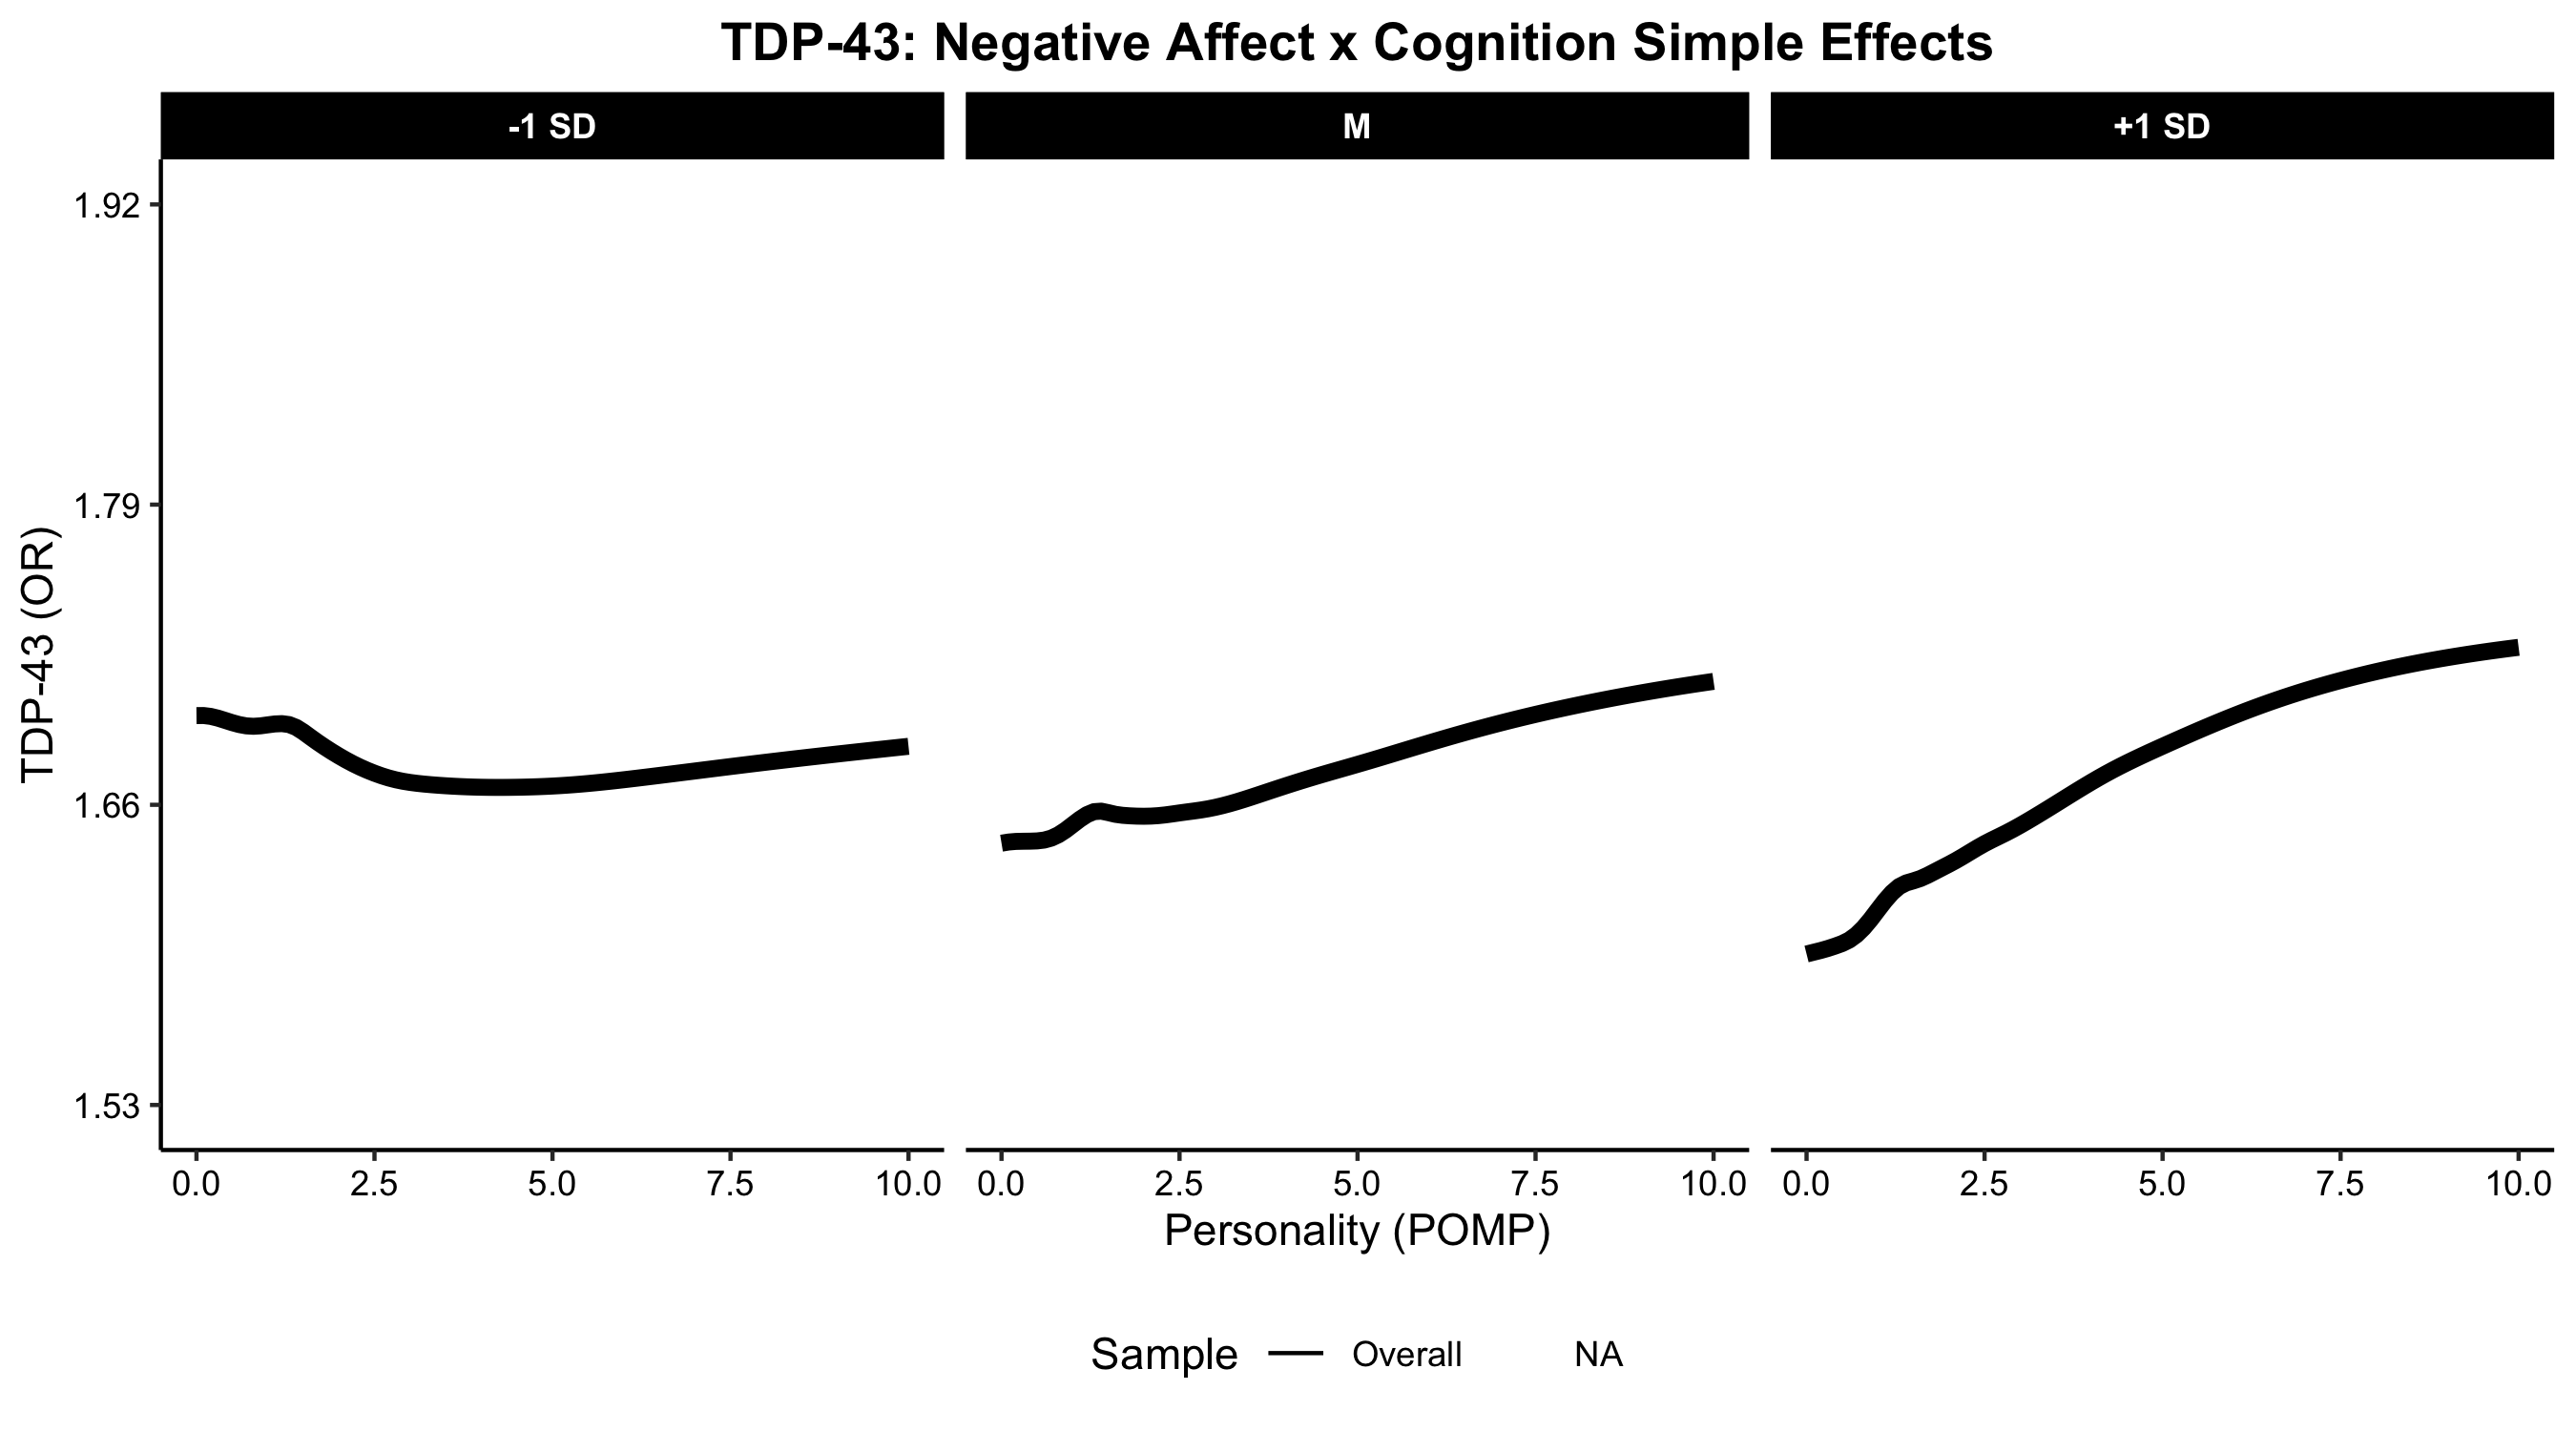 TDP-43: Negative Affect x Cognition Simple Effects
-1 SD M +1 SD
1.92
1.79
1.66
1.53
TDP-43 (OR)
0.0 2.5 5.0 7.5 10.0 0.0 2.5 5.0 7.5 10.0 0.0 2.5 5.0 7.5 10.0
Personality (POMP)
Sample Overall NA